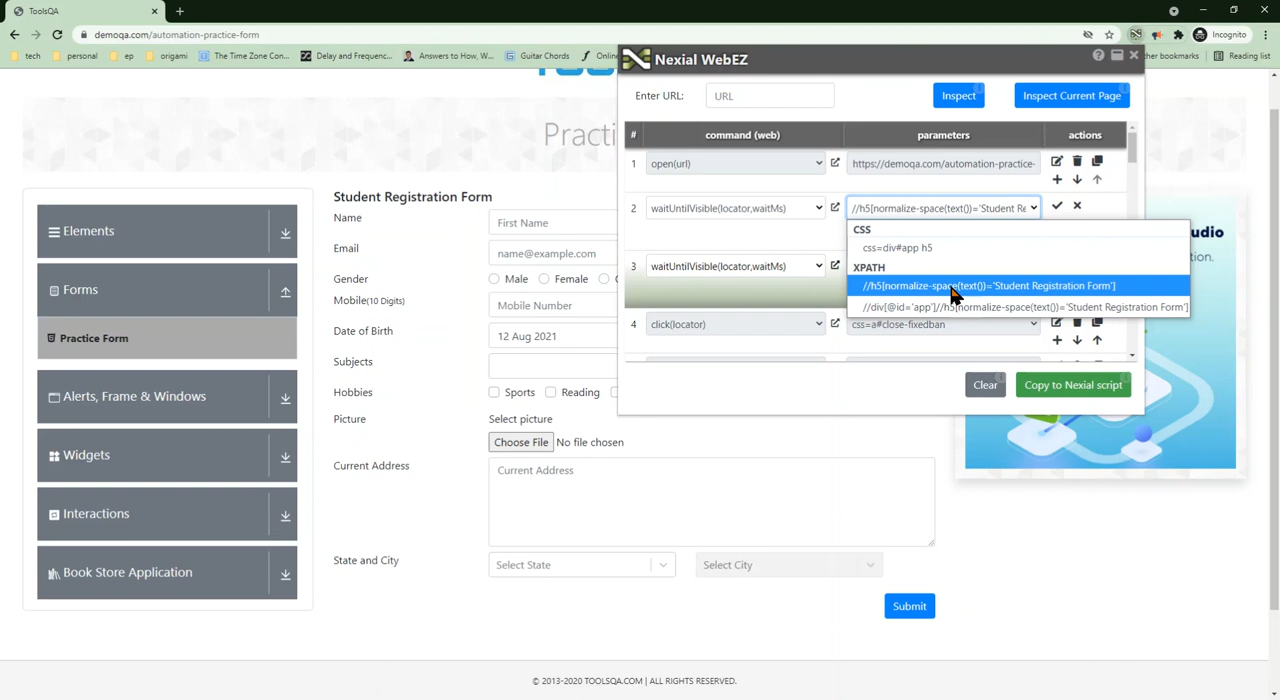 ToolsQA
demoqa.com/automation-practice-form
Incognito
tech
personal
ep
origami
The Time Zone Con...
Delay and Frequenc...
Answers to How, W...
Guitar Chords
her bookmarks
Reading list
Practi
Elements
Forms
Practice Form
Alerts, Frame & Windows
Widgets
Interactions
Book Store Application
Student Registration Form
Name
First Name
Email
name@example.com
Gender
Male
Female
Mobile(10 Digits)
Mobile Number
Date of Birth
12 Aug 2021
Subjects
Hobbies
Sports
Reading
Picture
Select picture
Choose File No file chosen
Current Address
Current Address
State and City
Select State
Select City
Submit
Nexial WebEZ
Enter URL:
URL
Inspect
Inspect Current Page
# command (web) parameters actions
1 open(url) https://demoqa.com/automation-practice-
2 waitUntilVisible(locator,waitMs) //h5[normalize-space(text())='Student Re
CSS
css=div#app h5
XPATH
//h5[normalize-space(text())='Student Registration Form']
//div[@id='app']//h5[normalize-space(text())='Student Registration Form']
3 waitUntilVisible(locator,waitMs)
4 click(locator) css=a#close-fixedban
Clear
Copy to Nexial script
udio
tion.
© 2013-2020 TOOLSQA.COM | ALL RIGHTS RESERVED.